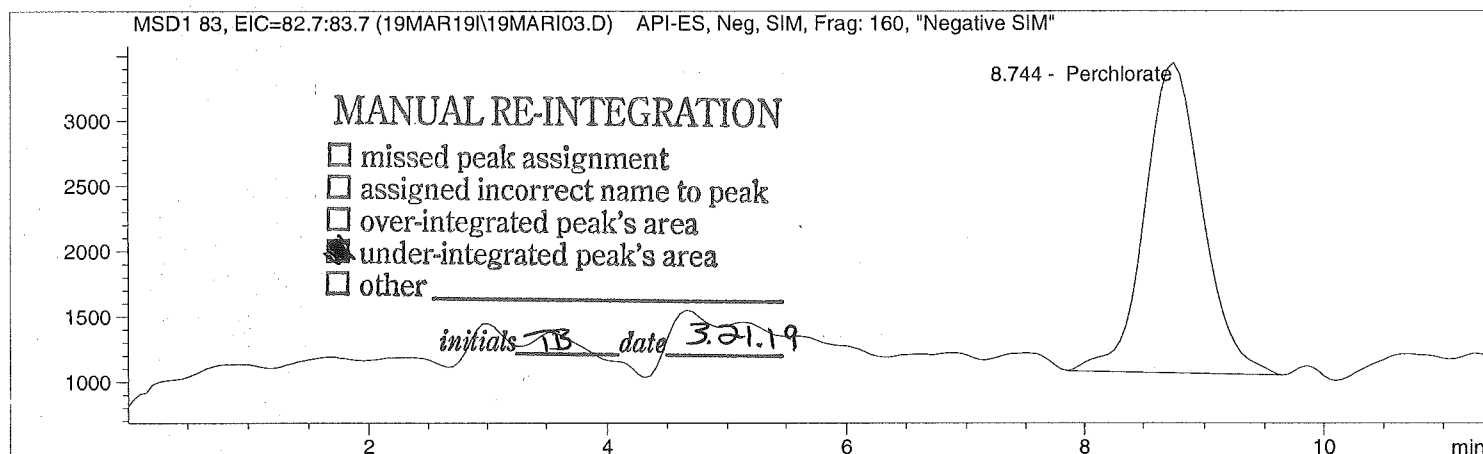 MSD1 83, EIC=82.7:83.7 (19MAR19I\19MARI03.D) API-ES, Neg, SIM, Frag: 160, "Negative SIM"
8.744 - Perchlorate
MANUAL RE-INTEGRATION
missed peak assignment
assigned incorrect name to peak
over-integrated peak's area
under-integrated peak's area
other
initials TB date 3.21.19
3000
2500
2000
1500
1000
2 4 6 8 10 min